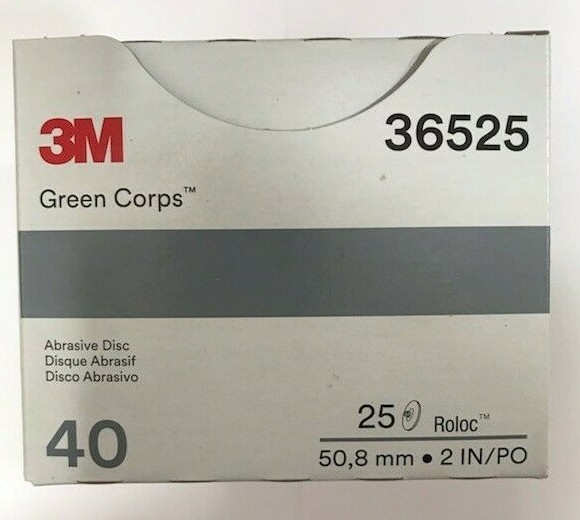 3M
36525
Green Corps™
Abrasive Disc
Disque Abrasif
Disco Abrasivo
40
25 Roloc™
50,8 mm • 2 IN/PO